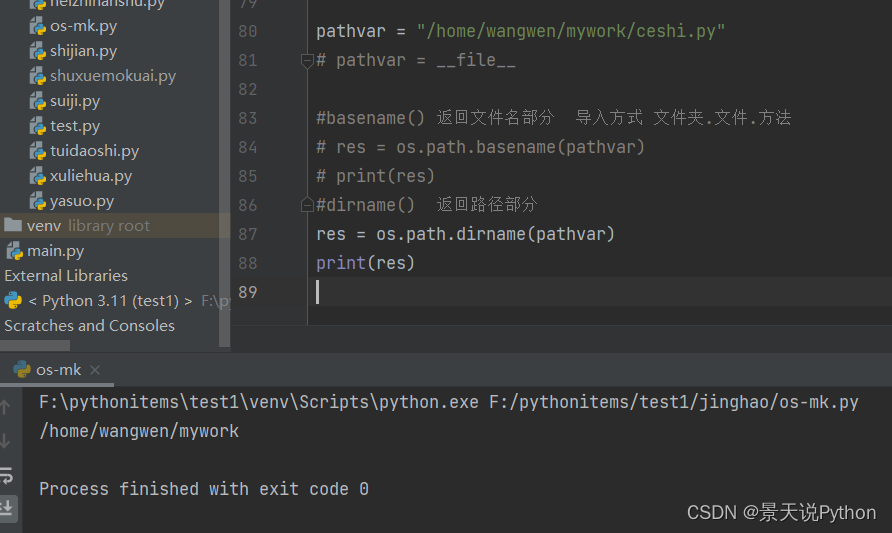 heizhihanshu.py
os-mk.py
shijian.py
shuxuemokuai.py
suiji.py
test.py
tuidaoshi.py
xuliehua.py
yasuo.py
venv library root
main.py
External Libraries
< Python 3.11 (test1) > F:\py
Scratches and Consoles
79
80 pathvar = "/home/wangwen/mywork/ceshi.py"
81 # pathvar = __file__
82
83 #basename() 返回文件名部分 导入方式 文件夹.文件.方法
84 # res = os.path.basename(pathvar)
85 # print(res)
86 #dirname() 返回路径部分
87 res = os.path.dirname(pathvar)
88 print(res)
89
os-mk
F:\pythonitems\test1\venv\Scripts\python.exe F:/pythonitems/test1/jinghao/os-mk.py
/home/wangwen/mywork
Process finished with exit code 0
CSDN @景天说Python